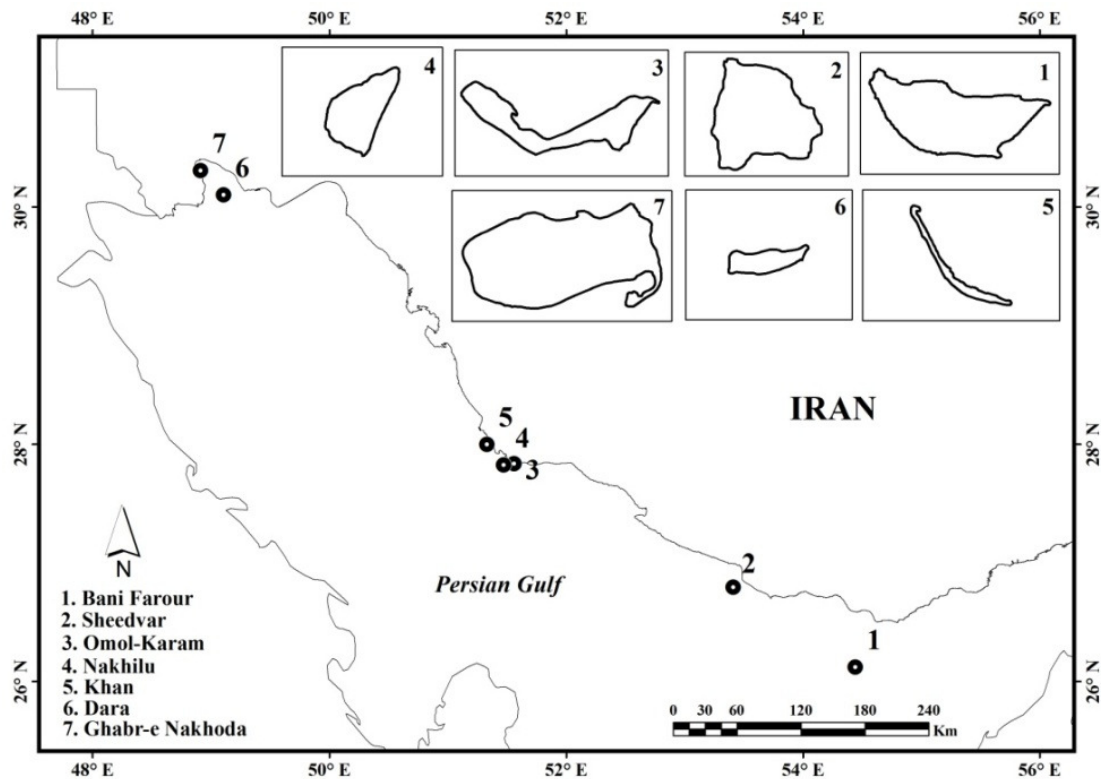 48° E 50° E 52° E 54° E 56° E
4 3 2 1
7
6
7 6 5
30° N 30° N
IRAN
5
4
3
28° N 28° N
2
Persian Gulf
N
1
1. Bani Farour
2. Sheedvar
3. Omol-Karam
4. Nakhilu
5. Khan
6. Dara
7. Ghabr-e Nakhoda
26° N 26° N
0 30 60 120 180 240
Km
48° E 50° E 52° E 54° E 56° E